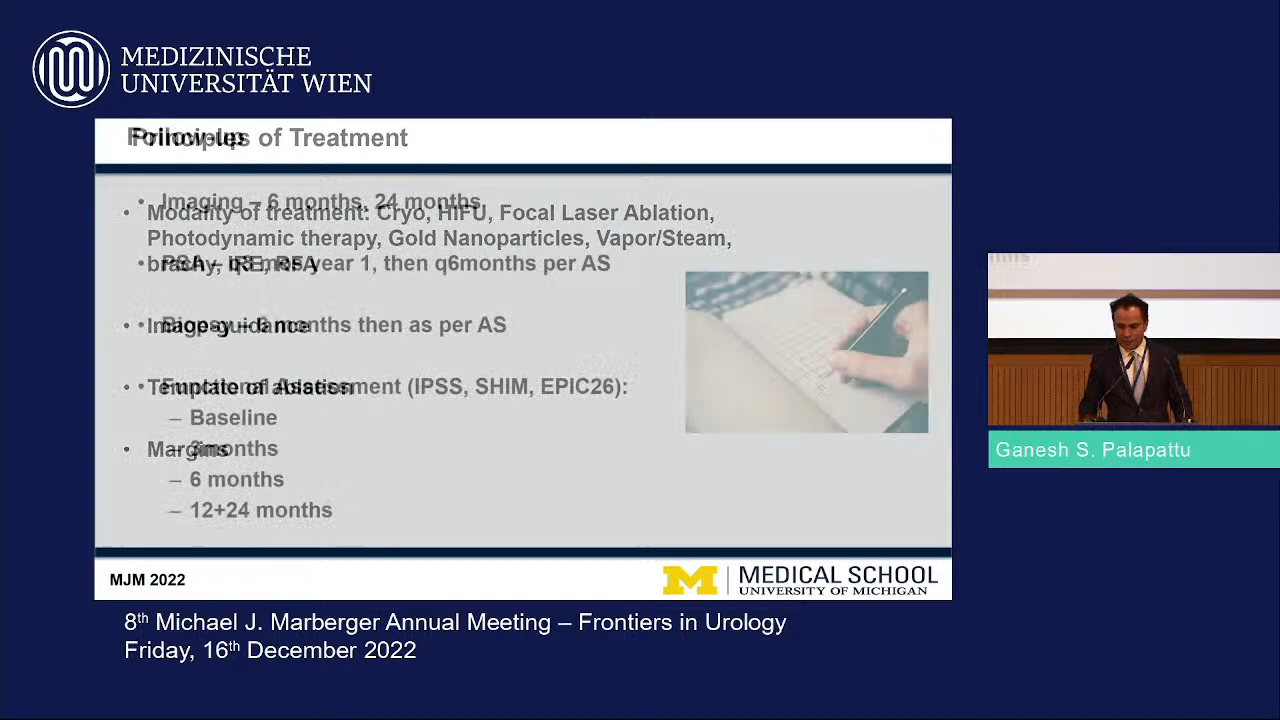 MEDIZINISCHE
UNIVERSITÄT WIEN
Principles of Treatment
Follow-up
Modality of treatment: Cryo, HIFU, Focal Laser Ablation,
Photodynamic therapy, Gold Nanoparticles, Vapor/Steam,
brachy, IRE, RFA
• Image-guidance
• Template of Ablation
• Margins
• Imaging – 6 months, 24 months
• PSA – q3 mos year 1, then q6months per AS
• Biopsy – 6 months then as per AS
• Functional Assessment (IPSS, SHIM, EPIC26):
– Baseline
– 3months
– 6 months
– 12+24 months
MJM 2022
M MEDICAL SCHOOL
UNIVERSITY OF MICHIGAN
Ganesh S. Palapattu
8th Michael J. Marberger Annual Meeting – Frontiers in Urology
Friday, 16th December 2022